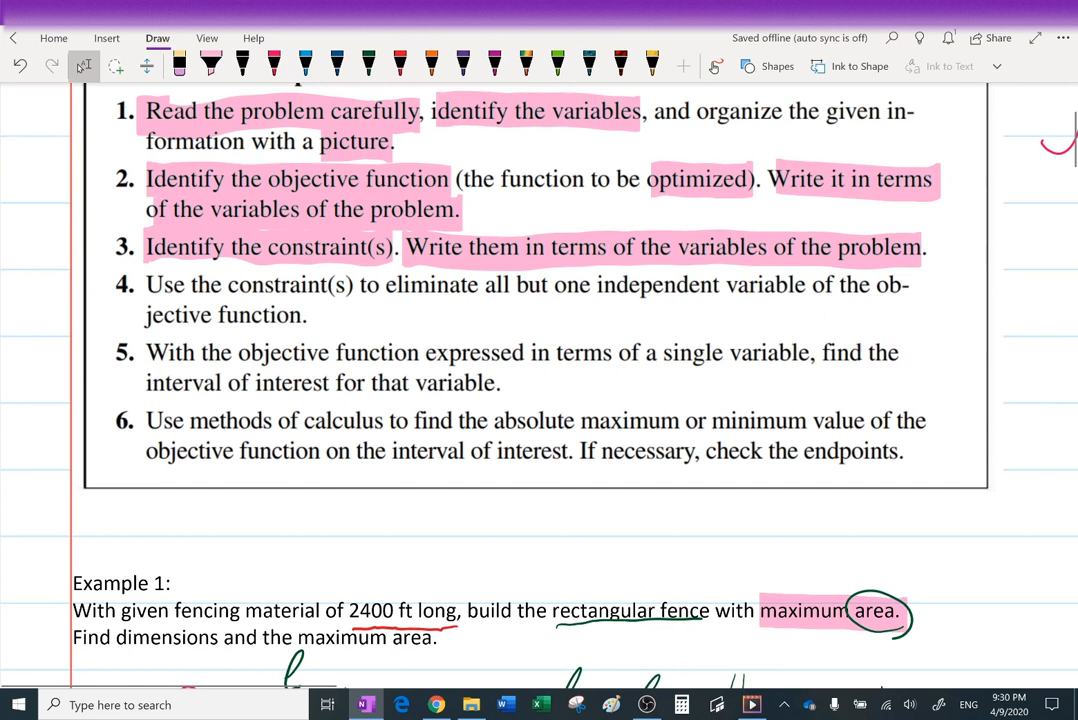 Home Insert Draw View Help Saved offline (auto sync is off) Share
Shapes Ink to Shape Ink to Text
1. Read the problem carefully, identify the variables, and organize the given in-
formation with a picture.
2. Identify the objective function (the function to be optimized). Write it in terms
of the variables of the problem.
3. Identify the constraint(s). Write them in terms of the variables of the problem.
4. Use the constraint(s) to eliminate all but one independent variable of the ob-
jective function.
5. With the objective function expressed in terms of a single variable, find the
interval of interest for that variable.
6. Use methods of calculus to find the absolute maximum or minimum value of the
objective function on the interval of interest. If necessary, check the endpoints.
Example 1:
With given fencing material of 2400 ft long, build the rectangular fence with maximum area.
Find dimensions and the maximum area.
Type here to search
ENG
9:30 PM
4/9/2020